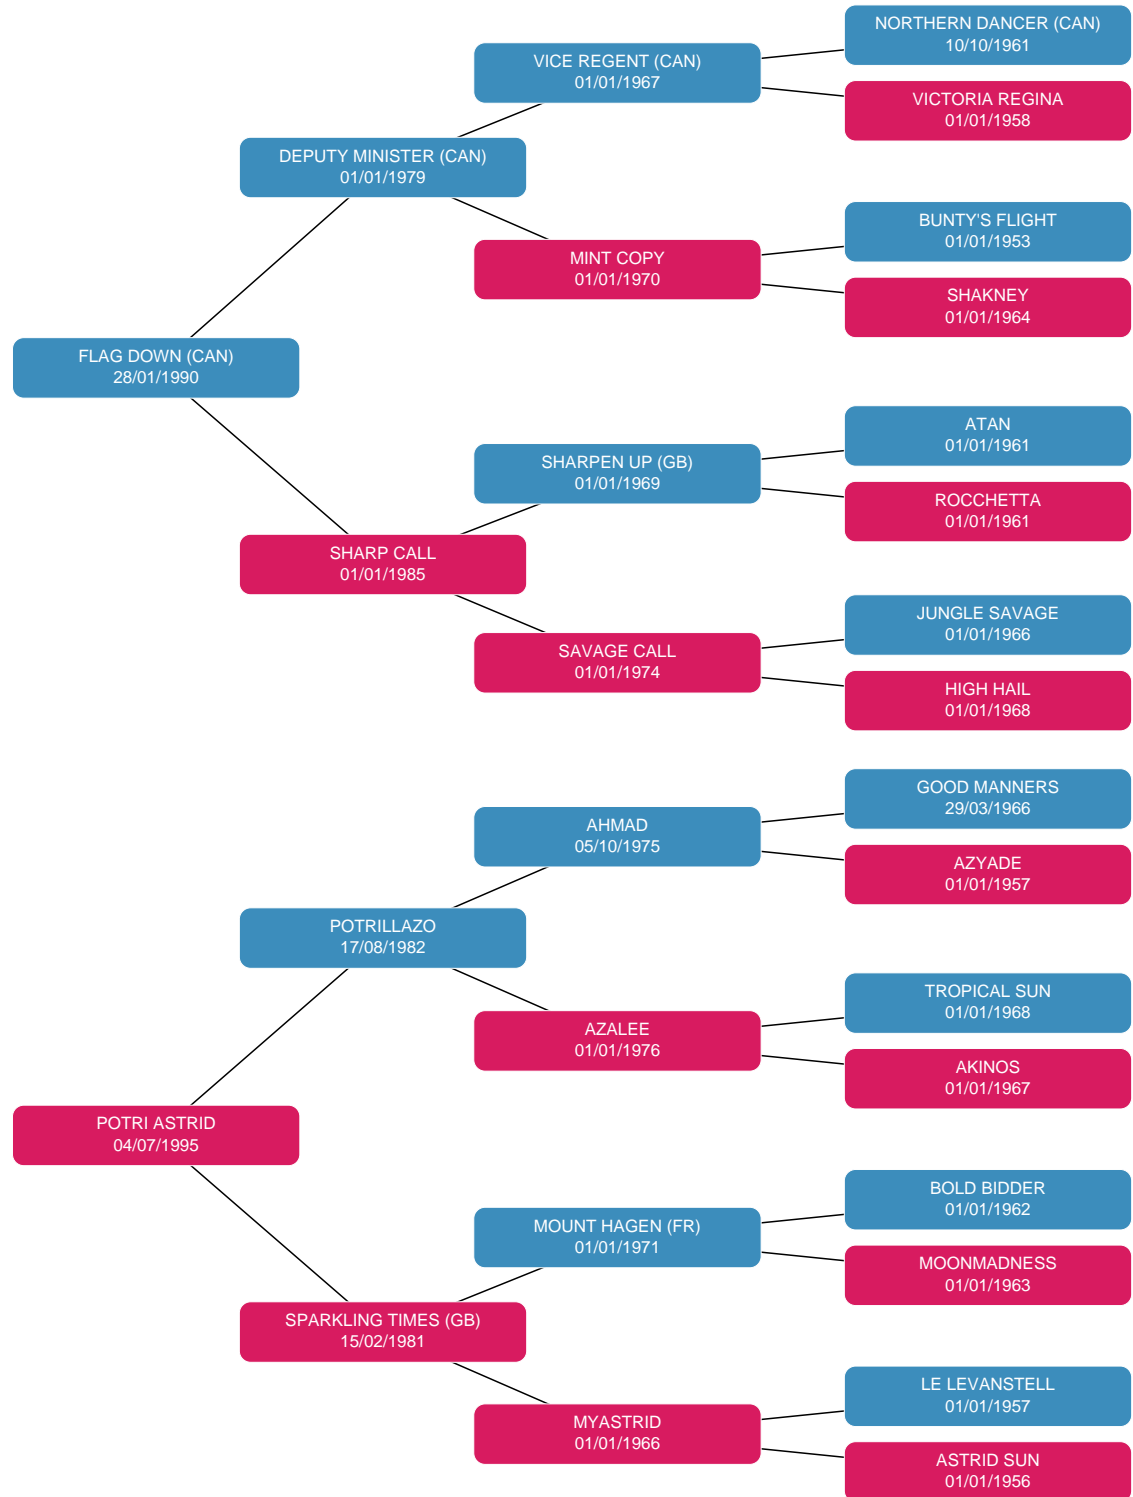 NORTHERN DANCER (CAN)
10/10/1961
VICE REGENT (CAN)
01/01/1967
VICTORIA REGINA
01/01/1958
DEPUTY MINISTER (CAN)
01/01/1979
BUNTY'S FLIGHT
01/01/1953
MINT COPY
01/01/1970
SHAKNEY
01/01/1964
FLAG DOWN (CAN)
28/01/1990
ATAN
01/01/1961
SHARPEN UP (GB)
01/01/1969
ROCCHETTA
01/01/1961
SHARP CALL
01/01/1985
JUNGLE SAVAGE
01/01/1966
SAVAGE CALL
01/01/1974
HIGH HAIL
01/01/1968
GOOD MANNERS
29/03/1966
AHMAD
05/10/1975
AZYADE
01/01/1957
POTRILLAZO
17/08/1982
TROPICAL SUN
01/01/1968
AZALEE
01/01/1976
AKINOS
01/01/1967
POTRI ASTRID
04/07/1995
BOLD BIDDER
01/01/1962
MOUNT HAGEN (FR)
01/01/1971
MOONMADNESS
01/01/1963
SPARKLING TIMES (GB)
15/02/1981
LE LEVANSTELL
01/01/1957
MYASTRID
01/01/1966
ASTRID SUN
01/01/1956